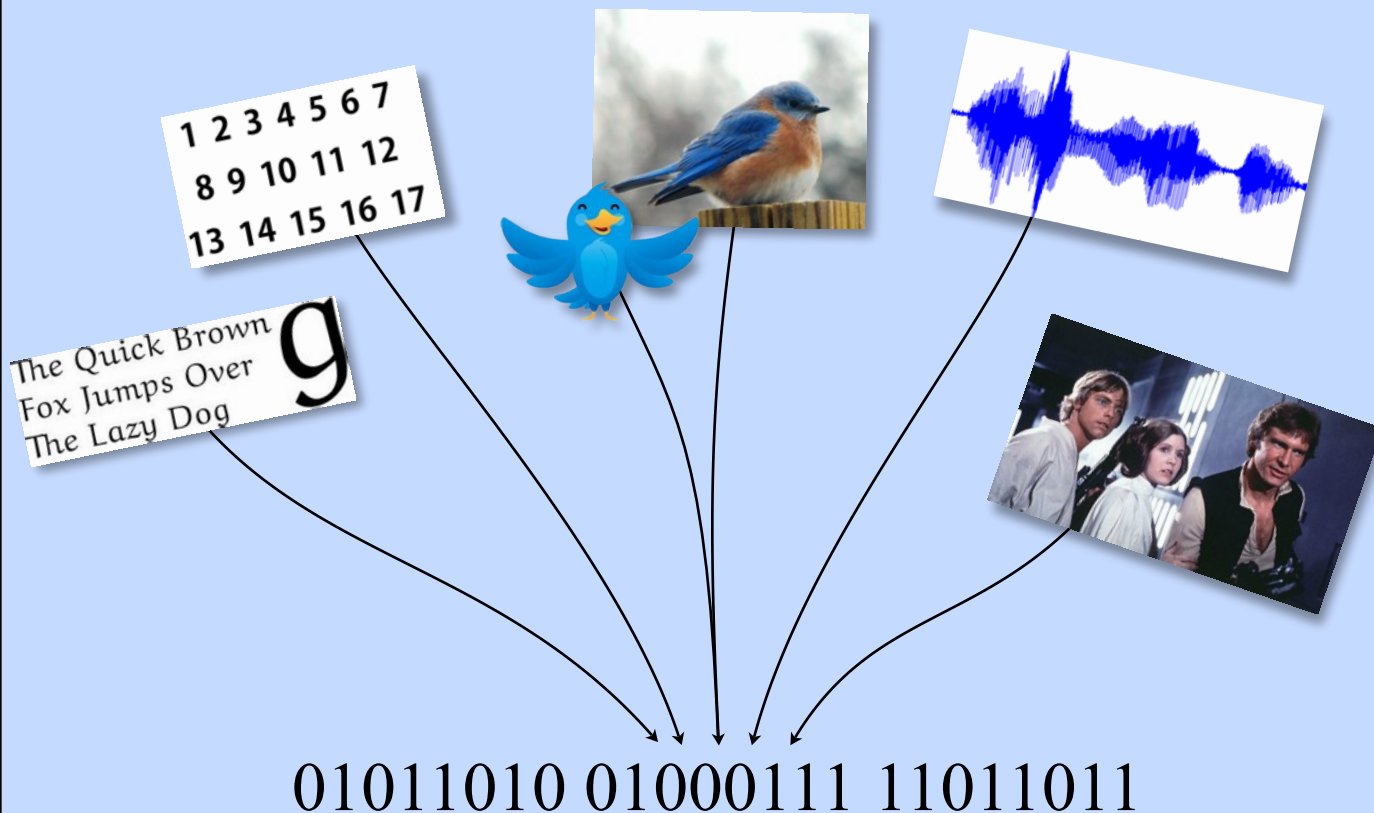 1 2 3 4 5 6 7
8 9 10 11 12
13 14 15 16 17
The Quick Brown
Fox Jumps Over
The Lazy Dog
g
01011010 01000111 11011011